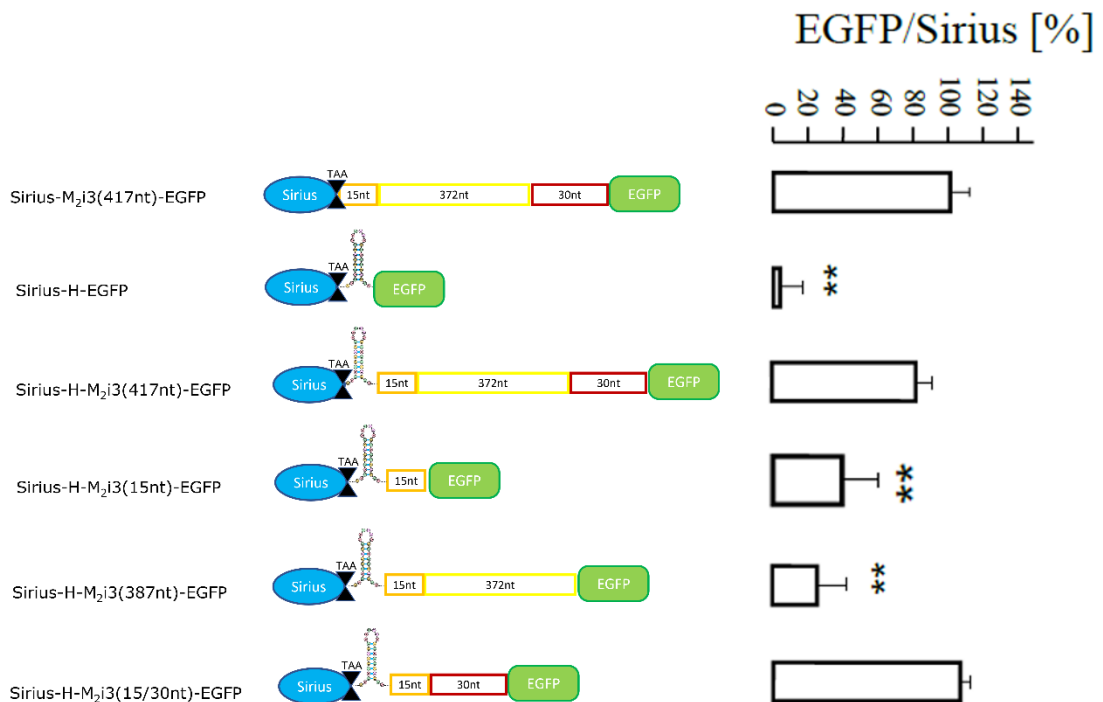 EGFP/Sirius [%]
0 20 40 60 80 100 120 140
Sirius-M₂i3(417nt)-EGFP
TAA
Sirius 15nt 372nt 30nt EGFP
Sirius-H-EGFP
TAA
Sirius EGFP
**
Sirius-H-M₂i3(417nt)-EGFP
TAA
Sirius 15nt 372nt 30nt EGFP
Sirius-H-M₂i3(15nt)-EGFP
TAA
Sirius 15nt EGFP
**
Sirius-H-M₂i3(387nt)-EGFP
TAA
Sirius 15nt 372nt EGFP
**
Sirius-H-M₂i3(15/30nt)-EGFP
TAA
Sirius 15nt 30nt EGFP